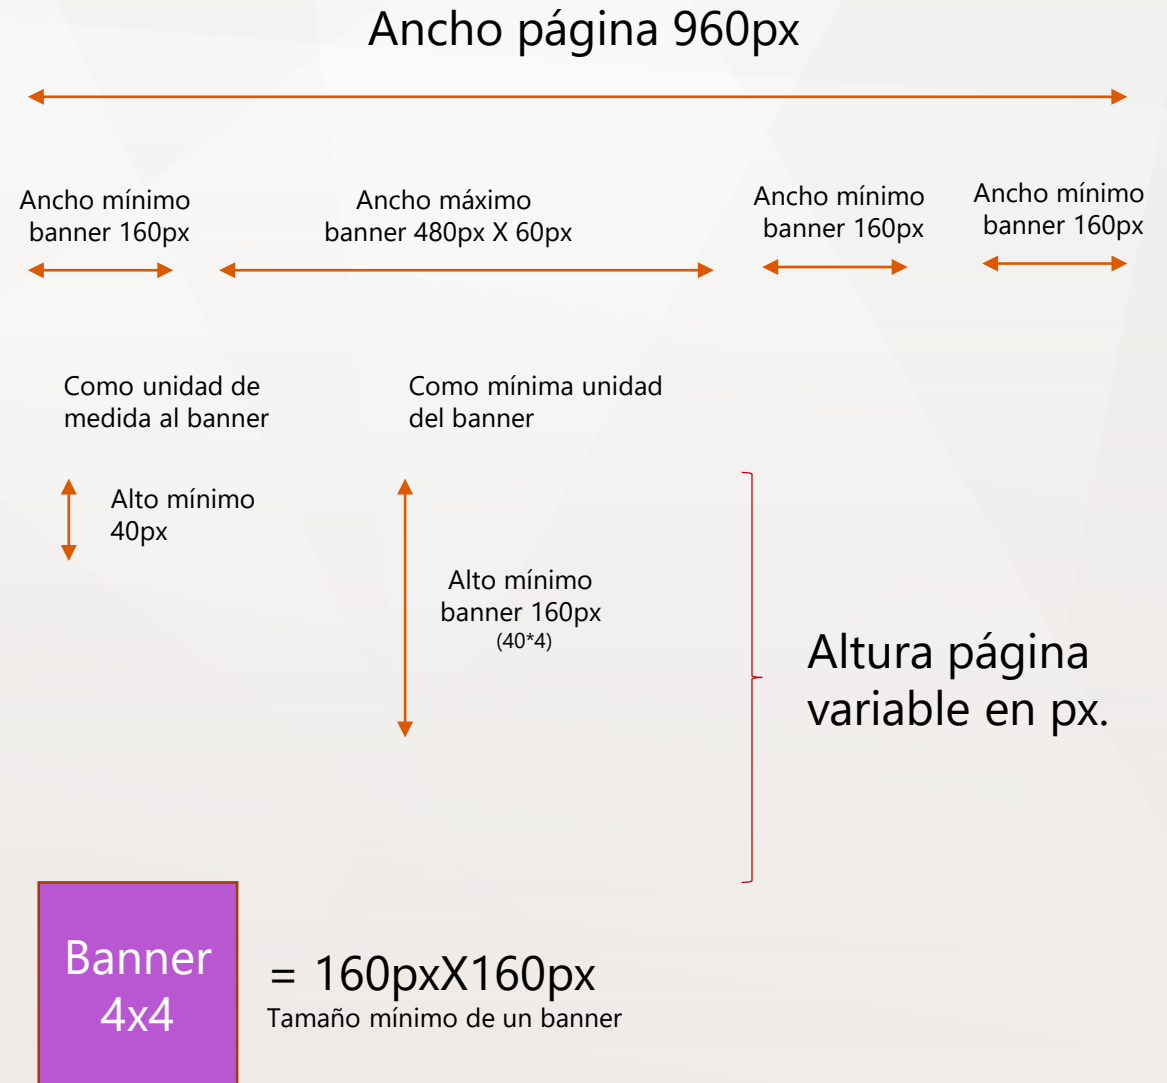 Ancho página 960px
Ancho mínimo
banner 160px
Ancho máximo
banner 480px X 60px
Ancho mínimo
banner 160px
Ancho mínimo
banner 160px
Como unidad de
medida al banner
Como mínima unidad
del banner
Alto mínimo
40px
Alto mínimo
banner 160px
(40*4)
Altura página
variable en px.
Banner
4x4
= 160pxX160px
Tamaño mínimo de un banner